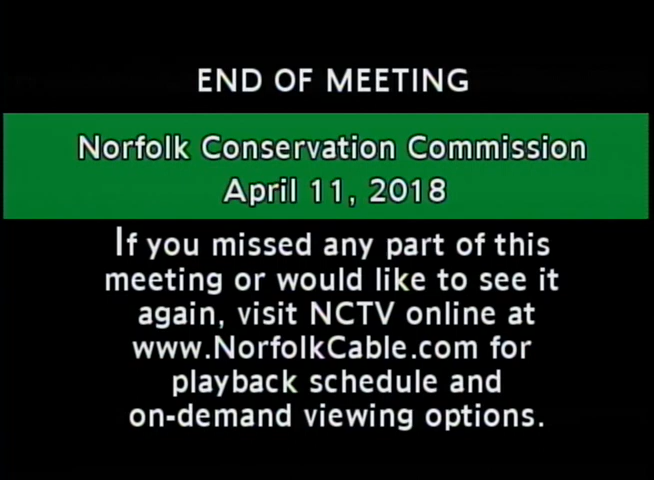 END OF MEETING
Norfolk Conservation Commission
April 11, 2018
If you missed any part of this
meeting or would like to see it
again, visit NCTV online at
www.NorfolkCable.com for
playback schedule and
on-demand viewing options.